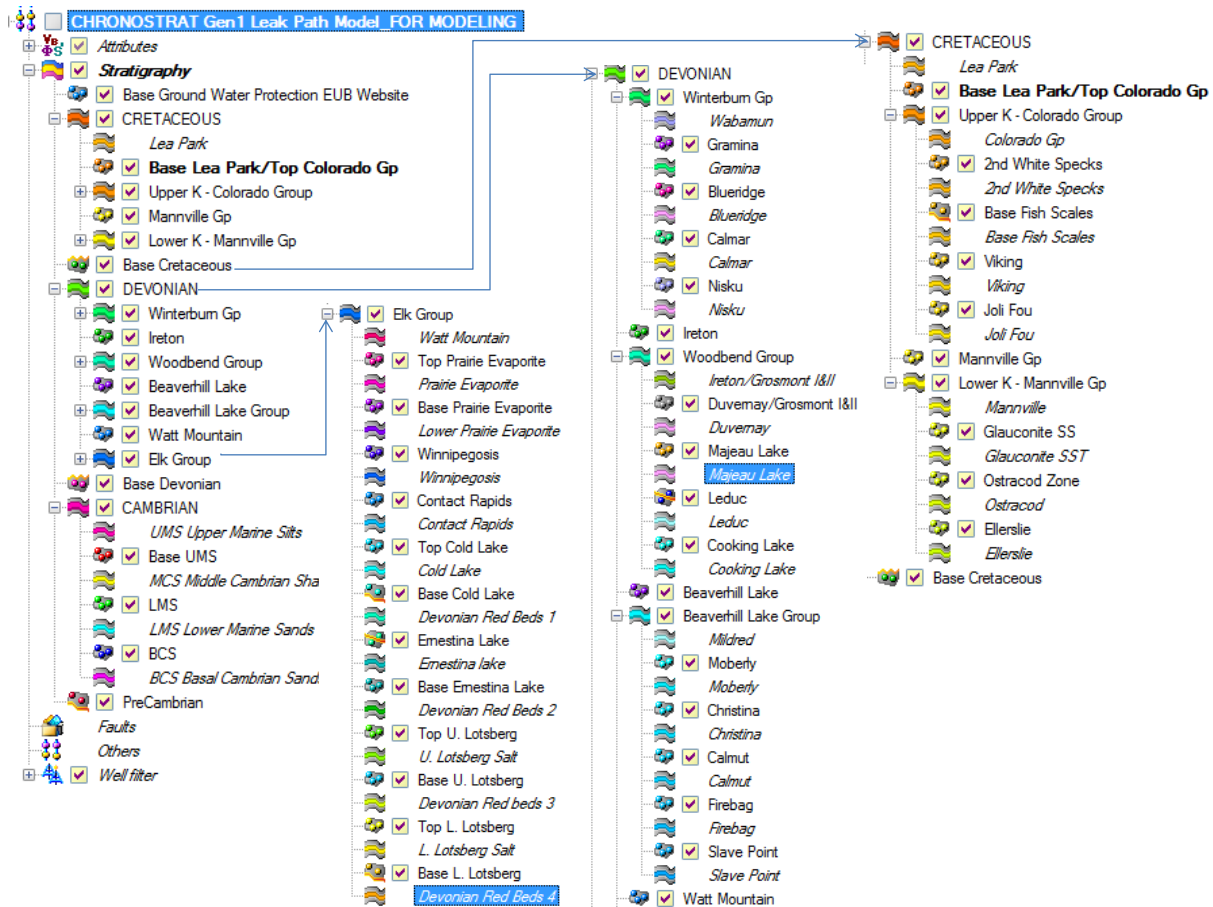 CHRONOSTRAT Gen1 Leak Path Model_FOR MODELING
Attributes
Stratigraphy
Base Ground Water Protection EUB Website
CRETACEOUS
Lea Park
Base Lea Park/Top Colorado Gp
Upper K - Colorado Group
Mannville Gp
Lower K - Mannville Gp
Base Cretaceous
DEVONIAN
Winterburn Gp
Ireton
Woodbend Group
Beaverhill Lake
Beaverhill Lake Group
Watt Mountain
Elk Group
Base Devonian
CAMBRIAN
UMS Upper Marine Silts
Base UMS
MCS Middle Cambrian Sha
LMS
LMS Lower Marine Sands
BCS
BCS Basal Cambrian Sand
PreCambrian
Faults
Others
Well filter
Elk Group
Watt Mountain
Top Prairie Evaporite
Prairie Evaporite
Base Prairie Evaporite
Lower Prairie Evaporite
Winnipegosis
Winnipegosis
Contact Rapids
Contact Rapids
Top Cold Lake
Cold Lake
Base Cold Lake
Devonian Red Beds 1
Ernestina Lake
Ernestina lake
Base Ernestina Lake
Devonian Red Beds 2
Top U. Lotsberg
U. Lotsberg Salt
Base U. Lotsberg
Devonian Red beds 3
Top L. Lotsberg
L. Lotsberg Salt
Base L. Lotsberg
Devonian Red Beds 4
DEVONIAN
Winterburn Gp
Wabamun
Gramina
Gramina
Blueridge
Blueridge
Calmar
Calmar
Nisku
Nisku
Ireton
Woodbend Group
Ireton/Grosmont I&II
Duvernay/Grosmont I&II
Duvernay
Majeau Lake
Majeau Lake
Leduc
Leduc
Cooking Lake
Cooking Lake
Beaverhill Lake
Beaverhill Lake Group
Mildred
Moberly
Moberly
Christina
Christina
Calmut
Calmut
Firebag
Firebag
Slave Point
Slave Point
Watt Mountain
CRETACEOUS
Lea Park
Base Lea Park/Top Colorado Gp
Upper K - Colorado Group
Colorado Gp
2nd White Specks
2nd White Specks
Base Fish Scales
Base Fish Scales
Viking
Viking
Joli Fou
Joli Fou
Mannville Gp
Lower K - Mannville Gp
Mannville
Glauconite SS
Glauconite SST
Ostracod Zone
Ostracod
Ellerslie
Ellerslie
Base Cretaceous